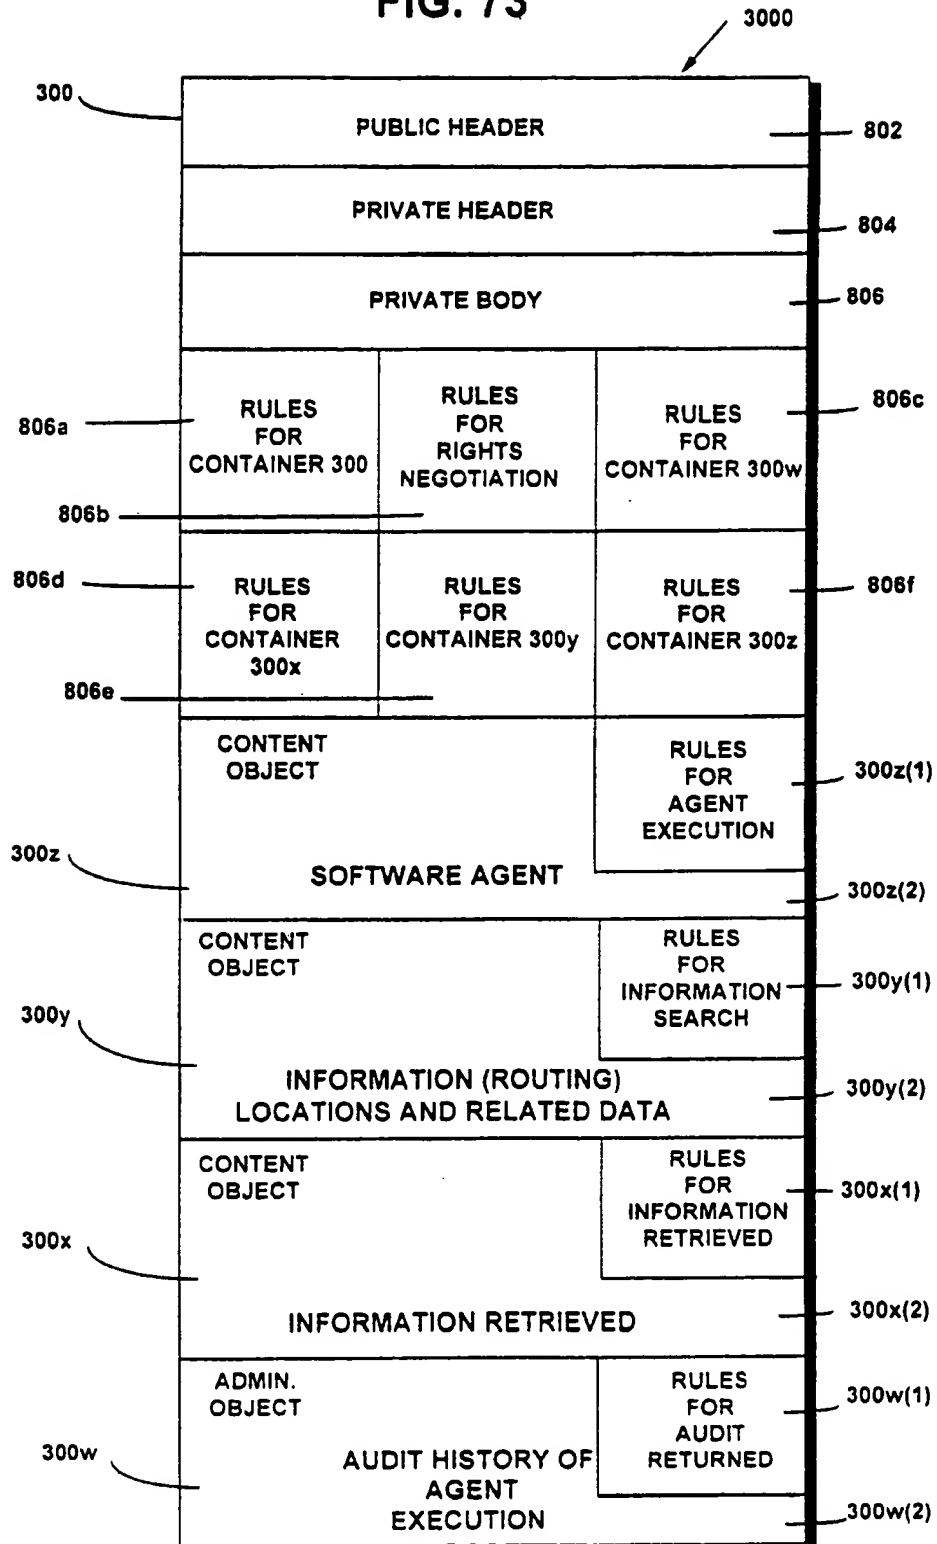 FIG. 73
3000
300
PUBLIC HEADER
802
PRIVATE HEADER
804
PRIVATE BODY
806
806a
RULES
FOR
CONTAINER 300
806b
RULES
FOR
RIGHTS
NEGOTIATION
RULES
FOR
CONTAINER 300w
806c
806d
RULES
FOR
CONTAINER
300x
806e
RULES
FOR
CONTAINER 300y
RULES
FOR
CONTAINER 300z
806f
CONTENT
OBJECT
RULES
FOR
AGENT
EXECUTION
300z(1)
300z
SOFTWARE AGENT
300z(2)
CONTENT
OBJECT
RULES
FOR
INFORMATION
SEARCH
300y(1)
300y
INFORMATION (ROUTING)
LOCATIONS AND RELATED DATA
300y(2)
CONTENT
OBJECT
RULES
FOR
INFORMATION
RETRIEVED
300x(1)
300x
INFORMATION RETRIEVED
300x(2)
ADMIN.
OBJECT
RULES
FOR
AUDIT
RETURNED
300w(1)
300w
AUDIT HISTORY OF
AGENT
EXECUTION
300w(2)